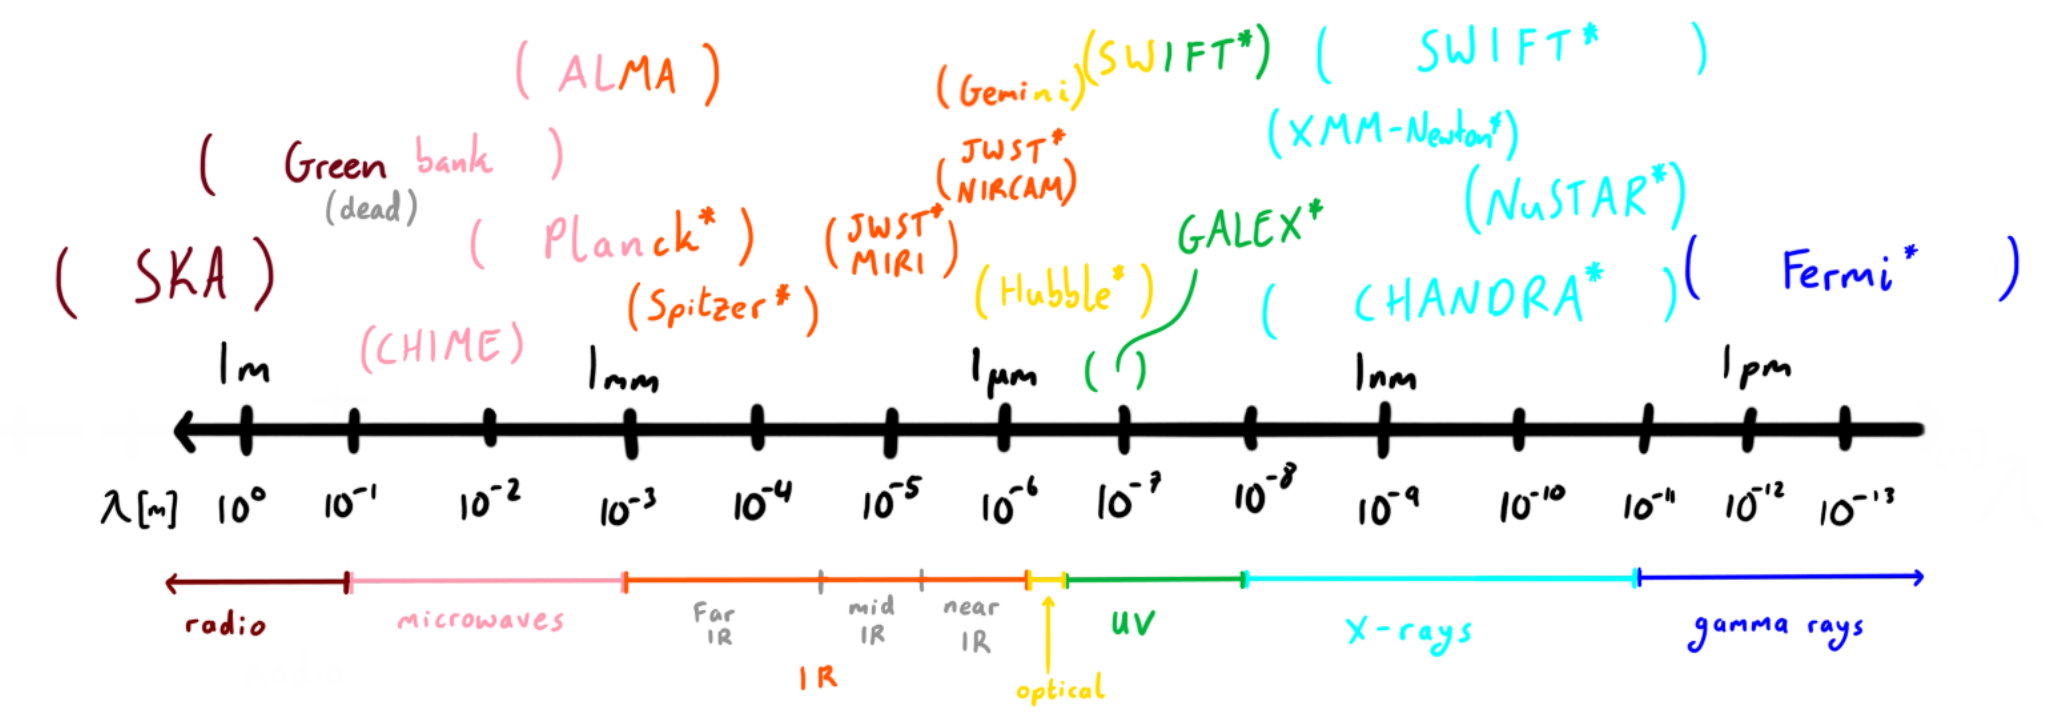 ( ALMA )
(Gemini)
(SWIFT*)
( SWIFT* )
( Green bank )
(dead)
JWST*
(NIRCAM)
(XMM-Newton*)
( SKA )
( Planck* )
(JWST*
MIRI)
GALEX*
(NuSTAR*)
(Spitzer*)
(Hubble*)
( CHANDRA* )
( Fermi* )
(CHIME)
( )
1m
1mm
1μm
1nm
1pm
λ[m] 10⁰ 10⁻¹ 10⁻² 10⁻³ 10⁻⁴ 10⁻⁵ 10⁻⁶ 10⁻⁷ 10⁻⁸ 10⁻⁹ 10⁻¹⁰ 10⁻¹¹ 10⁻¹² 10⁻¹³
radio
microwaves
Far
IR
mid
IR
near
IR
IR
optical
UV
X-rays
gamma rays